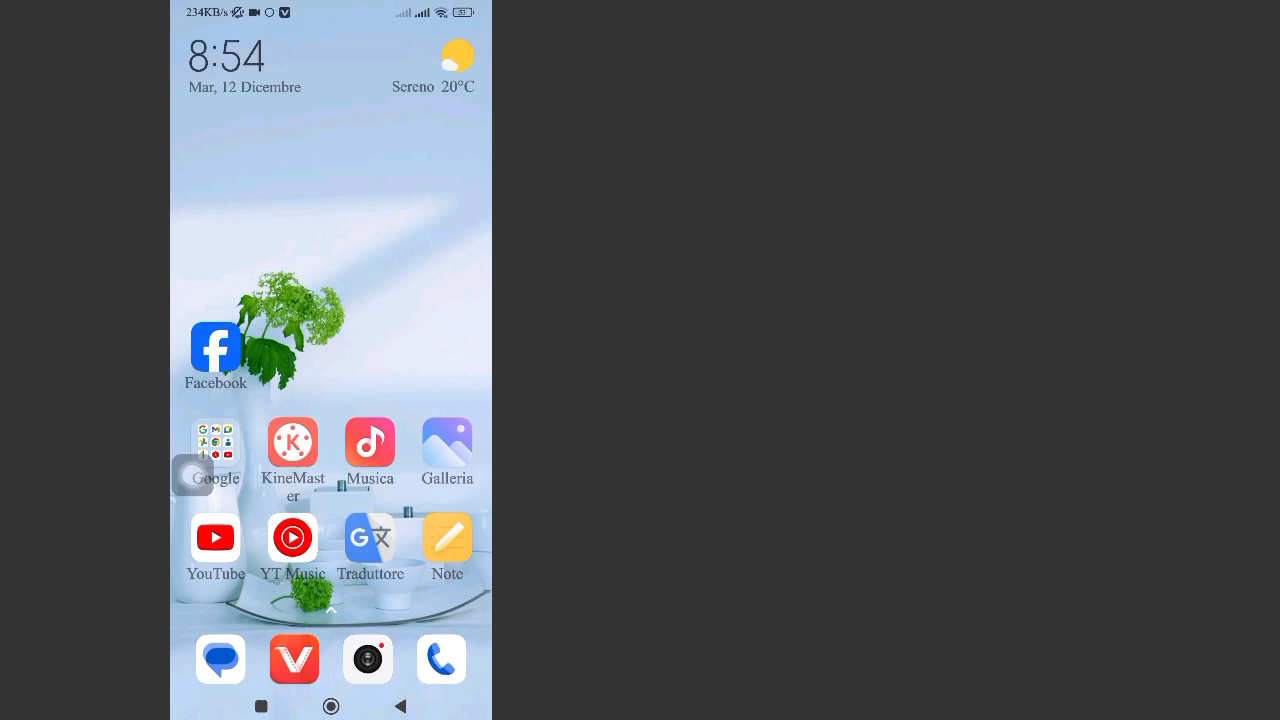 234KB/s
53
8:54
Mar, 12 Dicembre
Sereno 20°C
Facebook
Google
KineMast
er
Musica
Galleria
YouTube
YT Music
Traduttore
Note